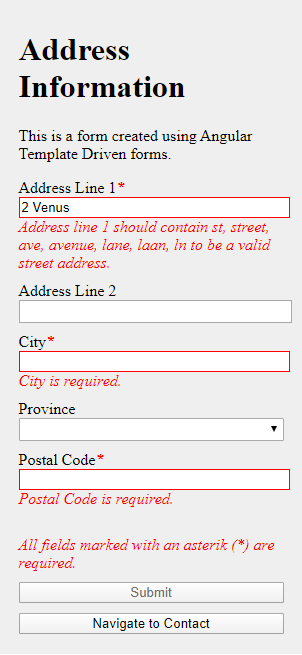 Address
Information
This is a form created using Angular
Template Driven forms.
Address Line 1*
2 Venus
Address line 1 should contain st, street,
ave, avenue, lane, laan, ln to be a valid
street address.
Address Line 2
City*
City is required.
Province
Postal Code*
Postal Code is required.
All fields marked with an asterik (*) are
required.
Submit
Navigate to Contact